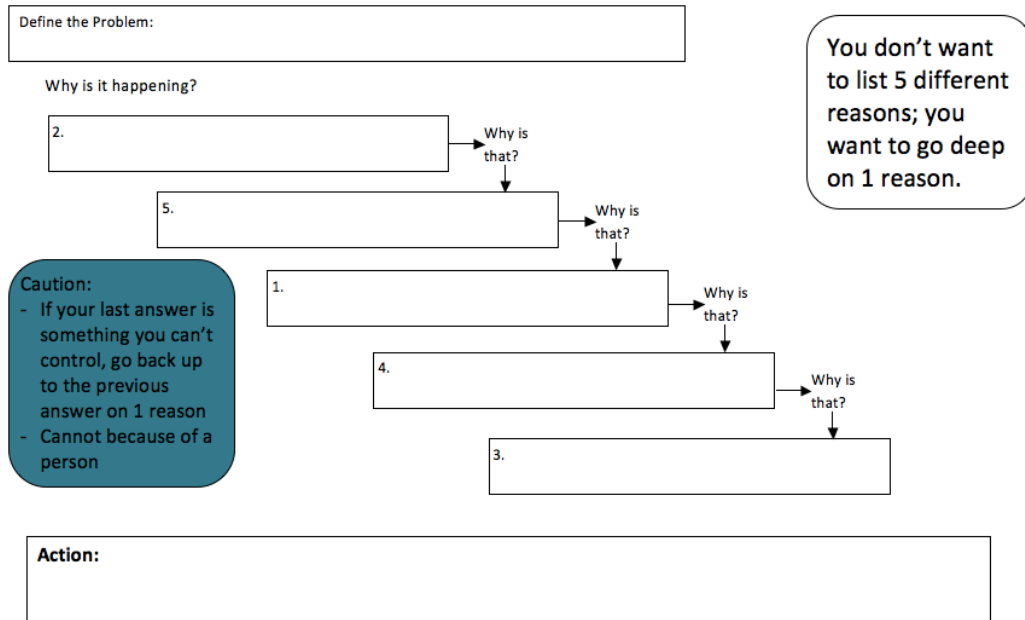 Define the Problem:
You don't want
to list 5 different
reasons; you
want to go deep
on 1 reason.
Why is it happening?
2.
Why is
that?
5.
Why is
that?
Caution:
- If your last answer is
something you can't
control, go back up
to the previous
answer on 1 reason
- Cannot because of a
person
1.
Why is
that?
4.
Why is
that?
3.
Action: